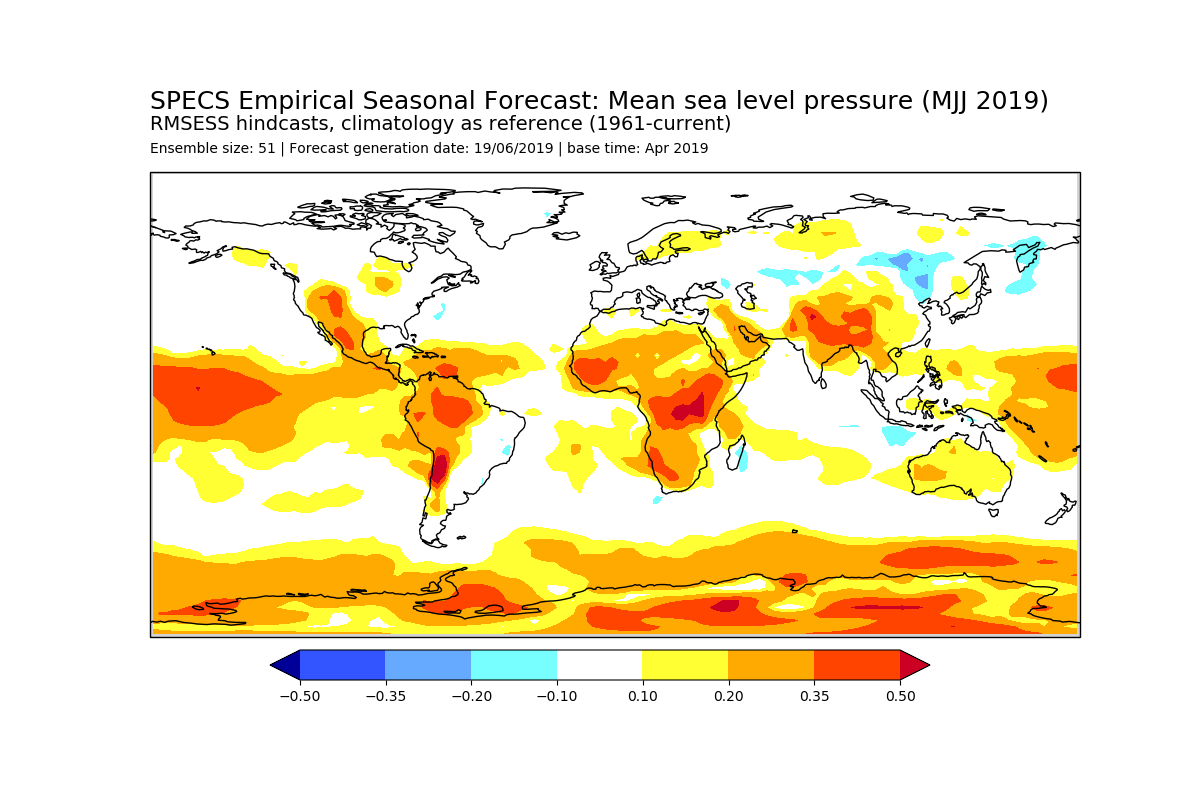 SPECS Empirical Seasonal Forecast: Mean sea level pressure (MJJ 2019)
RMSESS hindcasts, climatology as reference (1961-current)
Ensemble size: 51 | Forecast generation date: 19/06/2019 | base time: Apr 2019
−0.50 −0.35 −0.20 −0.10 0.10 0.20 0.35 0.50